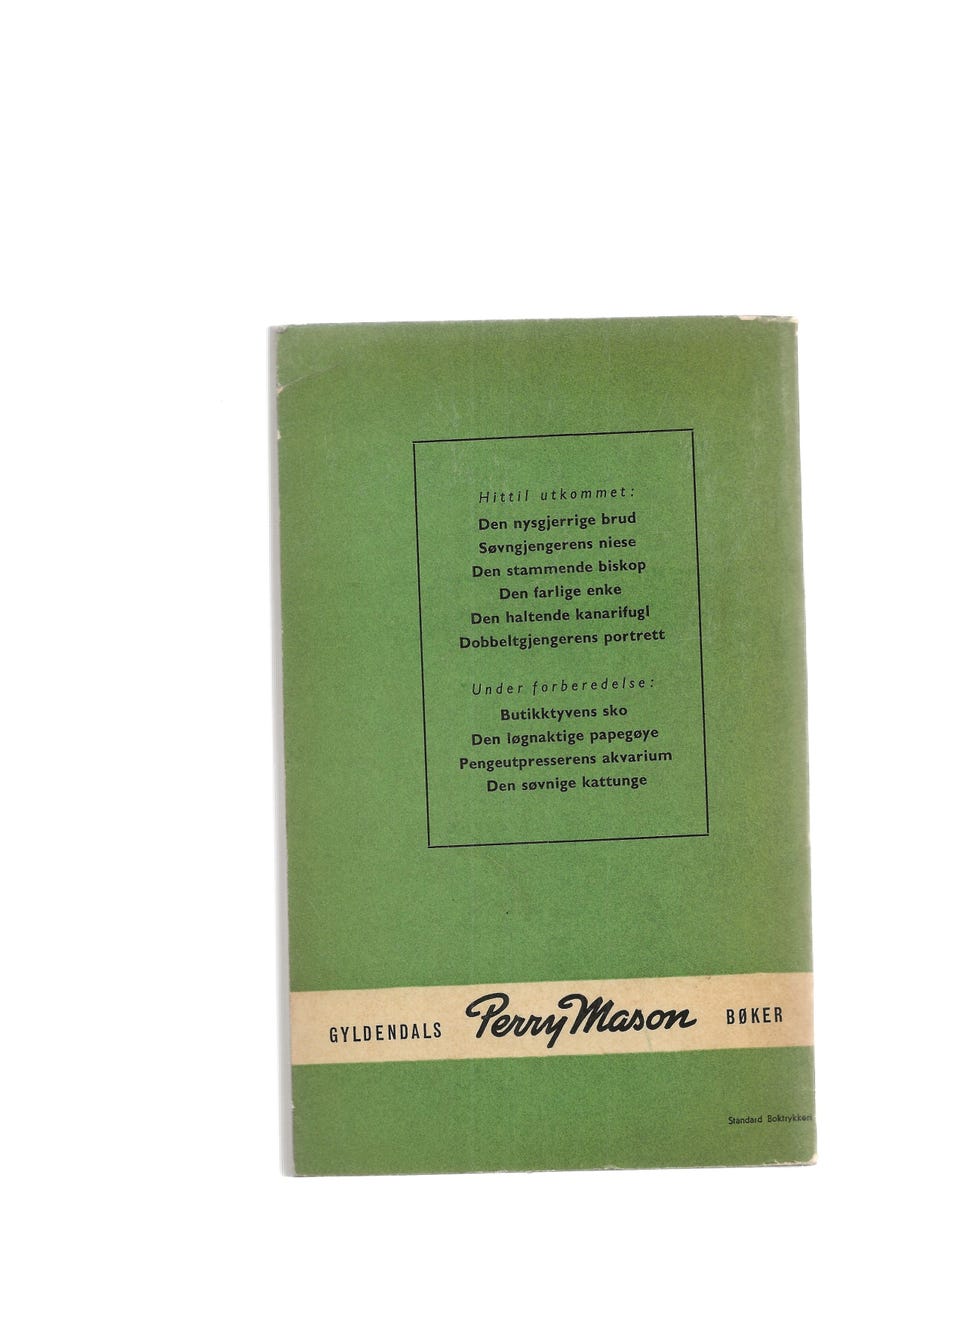 Hittil utkommet:
Den nysgjerrige brud
Søvngjengerens niese
Den stammende biskop
Den farlige enke
Den haltende kanarifugl
Dobbeltgjengerens portrett
Under forberedelse:
Butikktyvens sko
Den løgnaktige papegøye
Pengeutpresserens akvarium
Den søvnige kattunge
GYLDENDALS Perry Mason BØKER
Standard Boktrykkeri